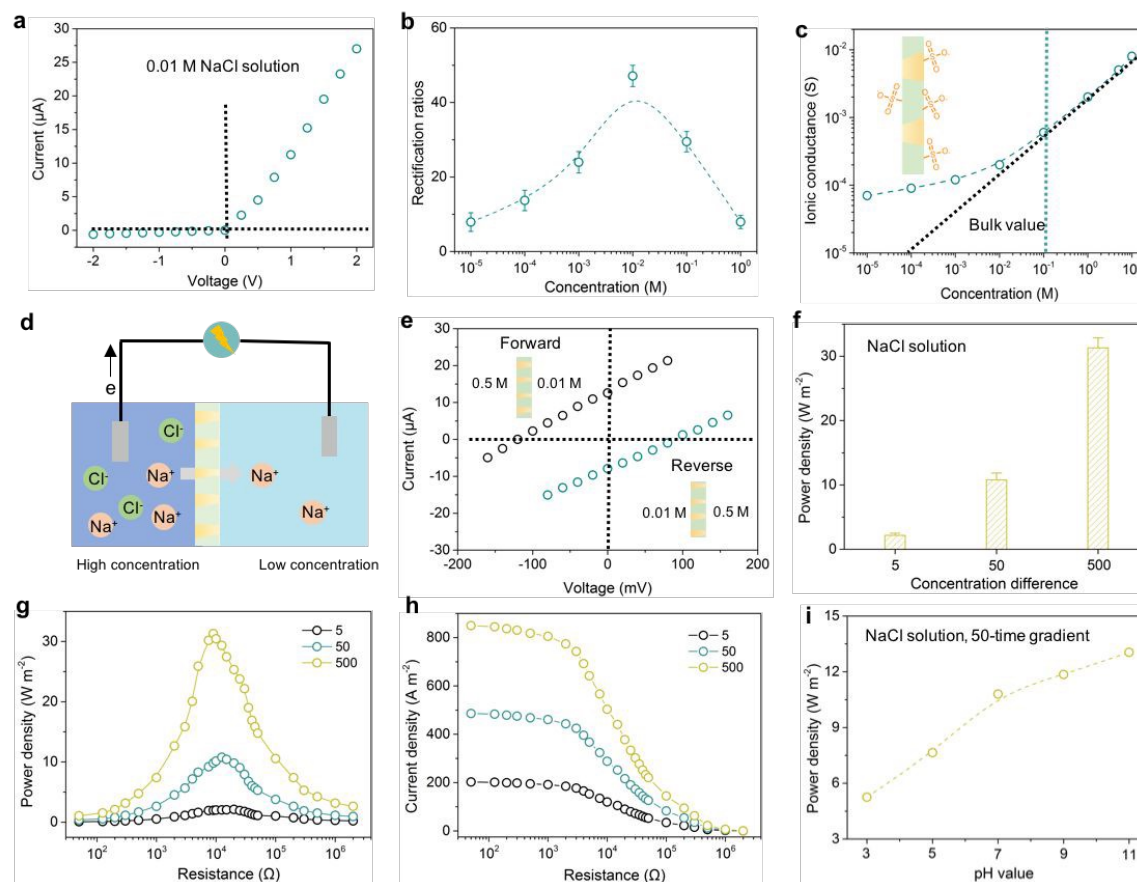 a
0.01 M NaCl solution
Current (µA)
30
25
20
15
10
5
0
-2 -1 0 1 2
Voltage (V)
b
Rectification ratios
60
40
20
0
10⁻⁵ 10⁻⁴ 10⁻³ 10⁻² 10⁻¹ 10⁰
Concentration (M)
c
Ionic conductance (S)
10⁻²
10⁻³
10⁻⁴
10⁻⁵
Bulk value
10⁻⁵ 10⁻⁴ 10⁻³ 10⁻² 10⁻¹ 10⁰ 10¹
Concentration (M)
d
e
Cl⁻
Cl⁻
Na⁺
Na⁺
Cl⁻
Na⁺
Na⁺
Na⁺
High concentration
Low concentration
e
Current (µA)
30
20
10
0
-10
-20
-30
Forward
0.5 M
0.01 M
Reverse
0.01 M
0.5 M
-200 -100 0 100 200
Voltage (mV)
f
NaCl solution
Power density (W m⁻²)
30
20
10
0
5 50 500
Concentration difference
g
5
50
500
Power density (W m⁻²)
30
20
10
0
10² 10³ 10⁴ 10⁵ 10⁶
Resistance (Ω)
h
5
50
500
Current density (A m⁻²)
800
600
400
200
0
10² 10³ 10⁴ 10⁵ 10⁶
Resistance (Ω)
i
NaCl solution, 50-time gradient
Power density (W m⁻²)
15
12
9
6
3
3 5 7 9 11
pH value